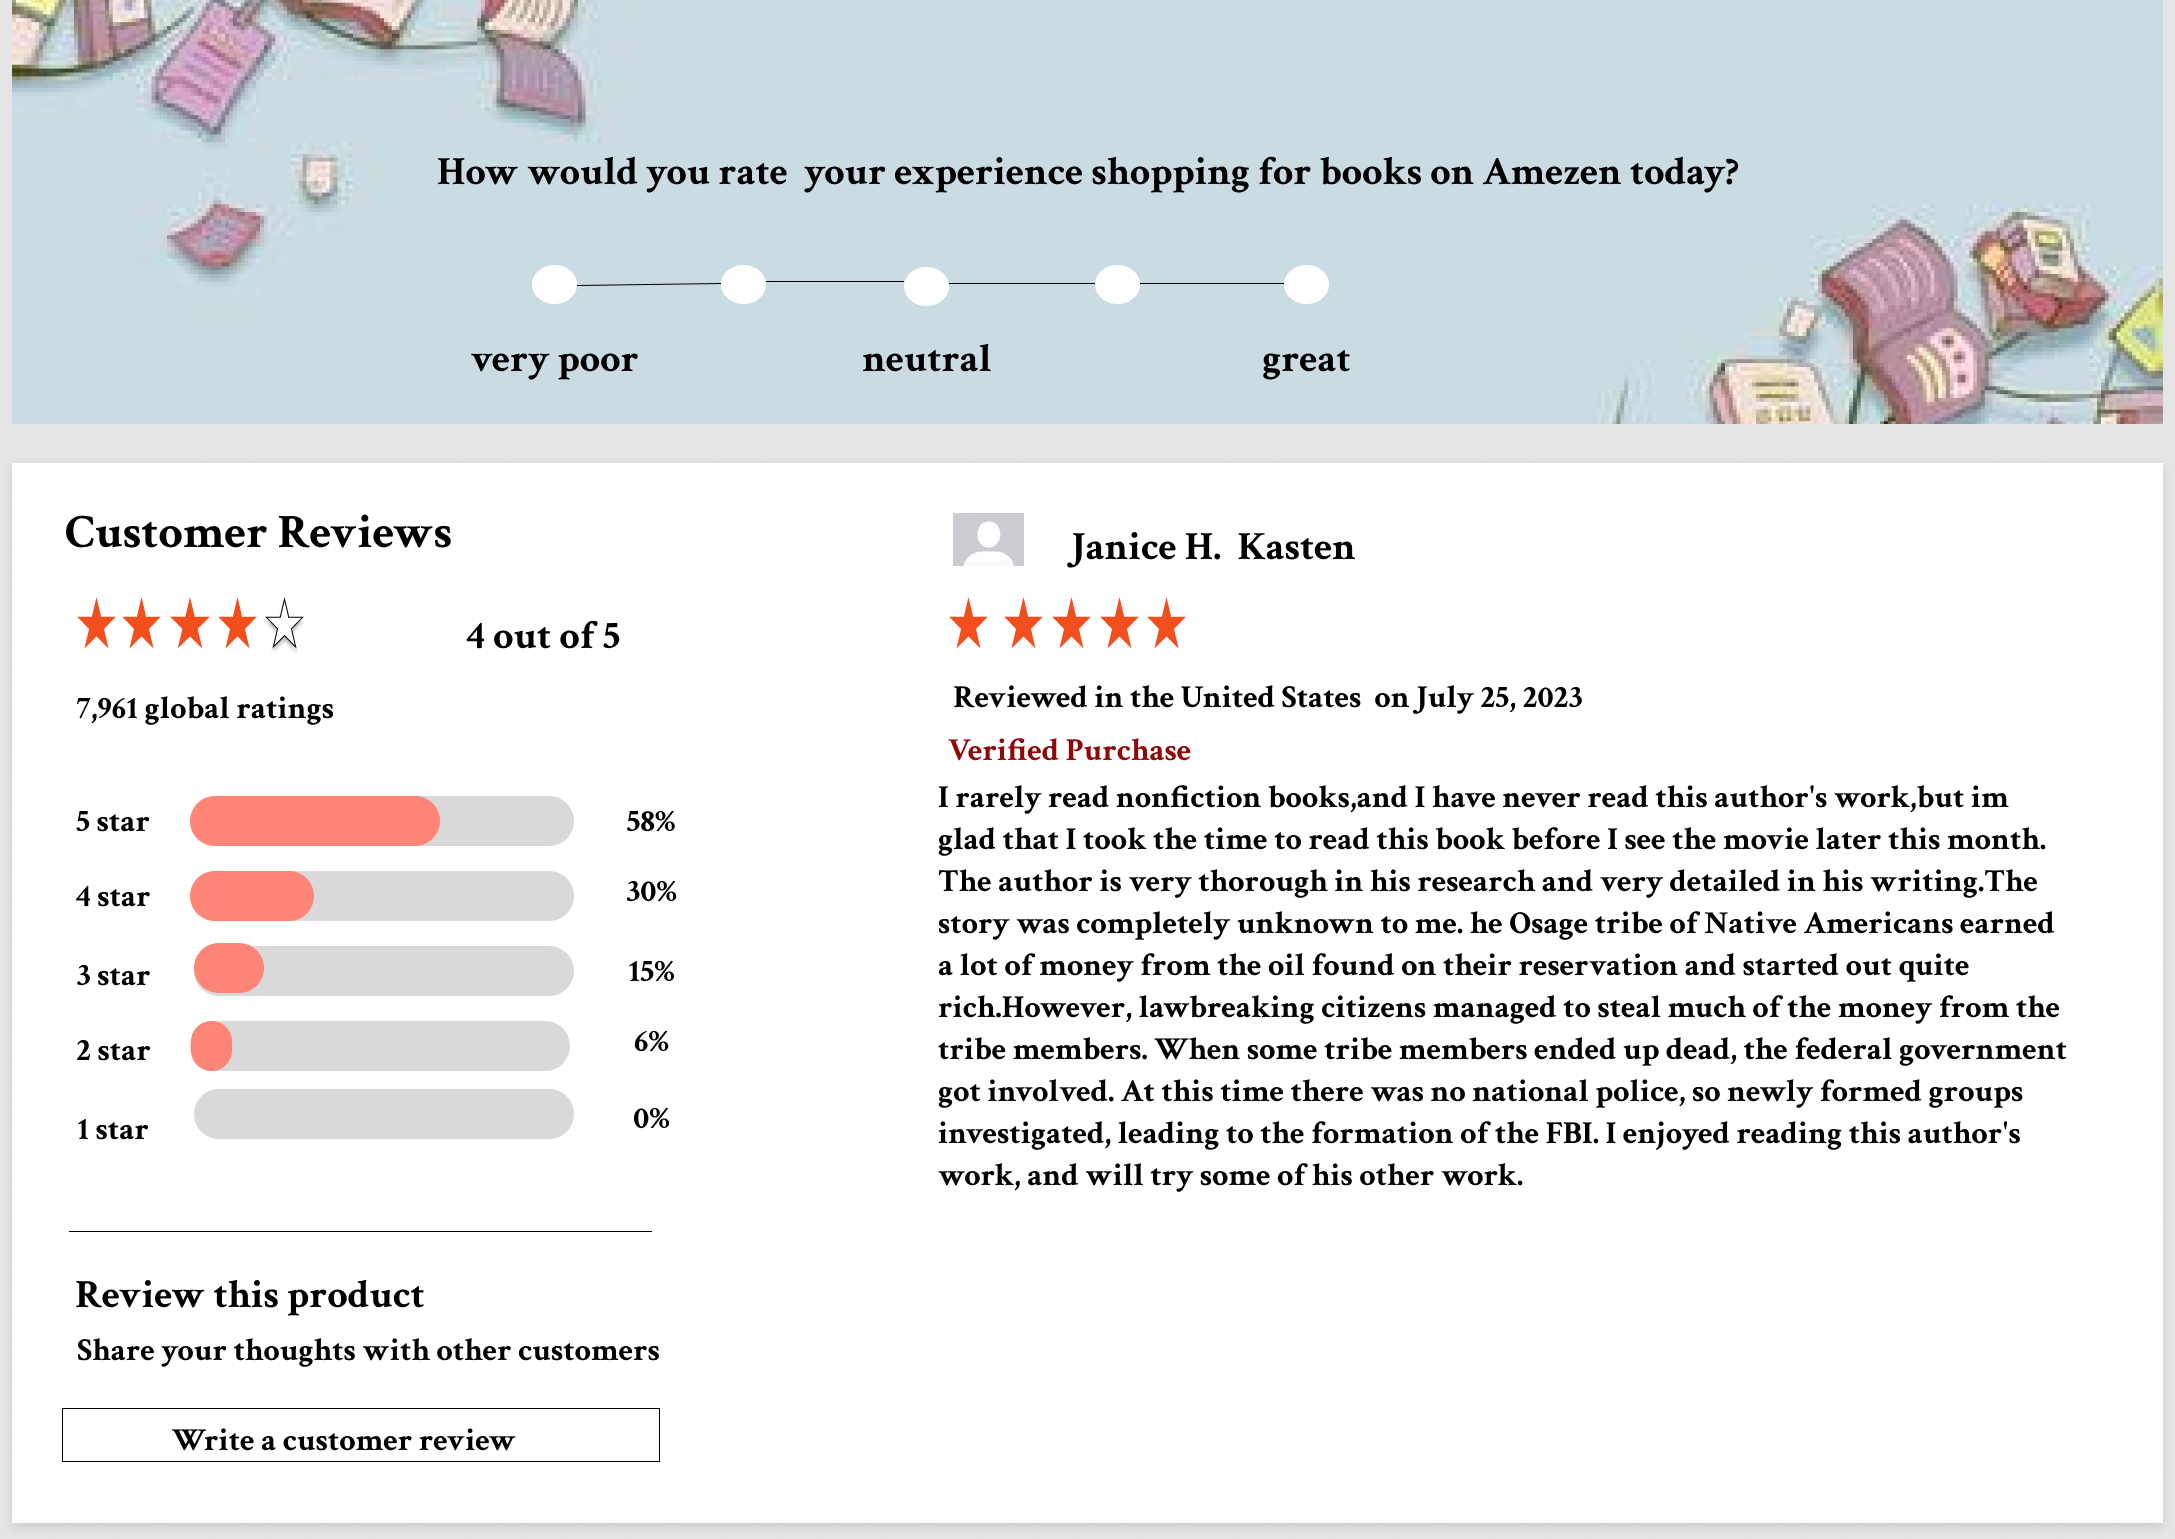 How would you rate  your experience shopping for books on Amezen today?
very poor
neutral
great
Customer Reviews
4 out of 5
7,961 global ratings
5 star
58%
4 star
30%
3 star
15%
2 star
6%
1 star
0%
Review this product
Share your thoughts with other customers
Write a customer review
Janice H.  Kasten
Reviewed in the United States  on July 25, 2023
Verified Purchase
I rarely read nonfiction books,and I have never read this author's work,but im
glad that I took the time to read this book before I see the movie later this month.
The author is very thorough in his research and very detailed in his writing.The
story was completely unknown to me. he Osage tribe of Native Americans earned
a lot of money from the oil found on their reservation and started out quite
rich.However, lawbreaking citizens managed to steal much of the money from the
tribe members. When some tribe members ended up dead, the federal government
got involved. At this time there was no national police, so newly formed groups
investigated, leading to the formation of the FBI. I enjoyed reading this author's
work, and will try some of his other work.